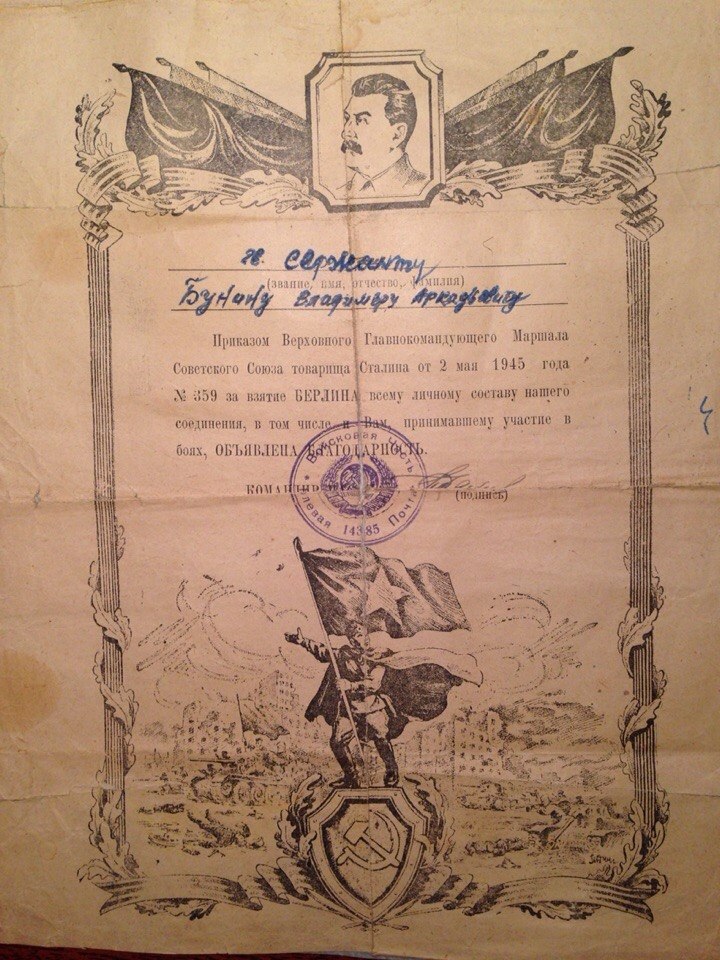 гв. Сержанту
(звание, имя, отчество, фамилия)
Бунину Владимиру Аркадьевичу
Приказом Верховного Главнокомандующего Маршала
Советского Союза товарища Сталина от 2 мая 1945 года
№ 359 за взятие БЕРЛИНА всему личному составу нашего
соединения, в том числе и Вам, принимавшему участие в
боях, ОБЪЯВЛЕНА БЛАГОДАРНОСТЬ.
КОМАНДИР
(подпись)
Войсковая Часть
Полевая Почта
14385